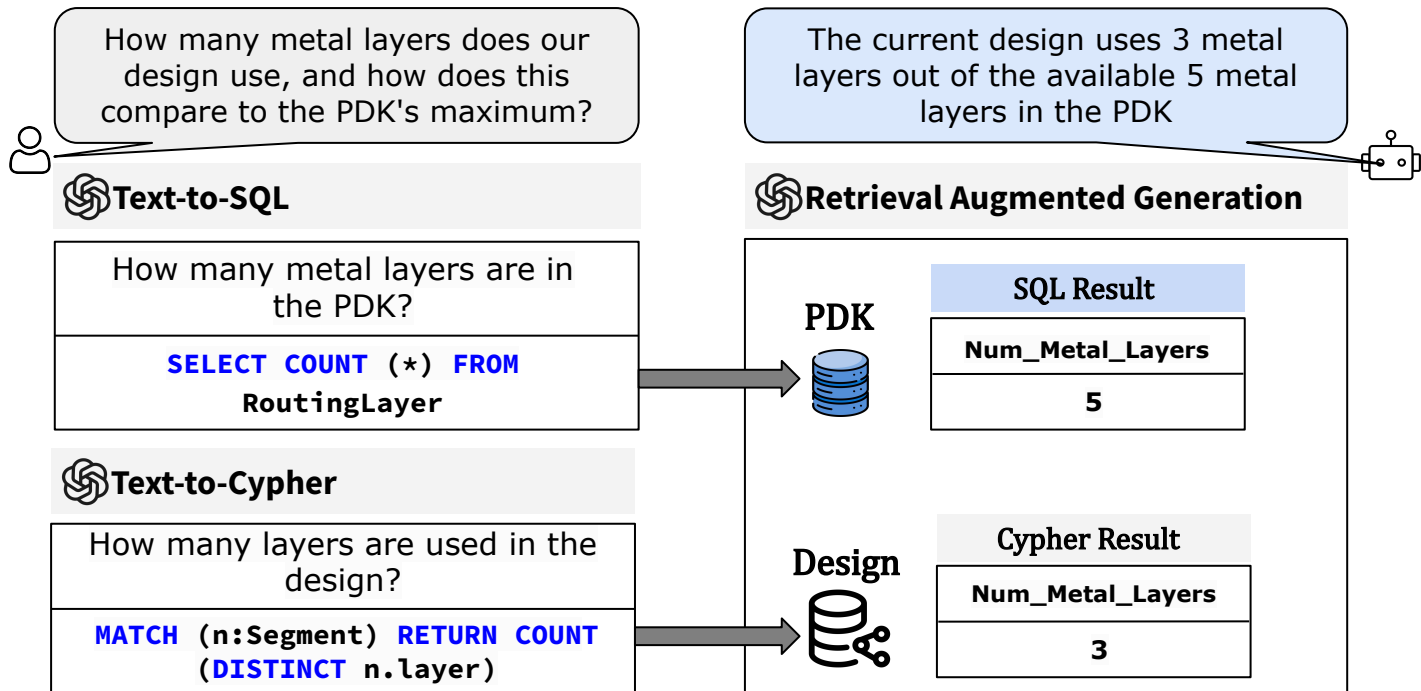 How many metal layers does our
design use, and how does this
compare to the PDK's maximum?
The current design uses 3 metal
layers out of the available 5 metal
layers in the PDK
Text-to-SQL
How many metal layers are in
the PDK?
SELECT COUNT (*) FROM
RoutingLayer
Text-to-Cypher
How many layers are used in the
design?
MATCH (n:Segment) RETURN COUNT
(DISTINCT n.layer)
Retrieval Augmented Generation
PDK
SQL Result
Num_Metal_Layers
5
Design
Cypher Result
Num_Metal_Layers
3